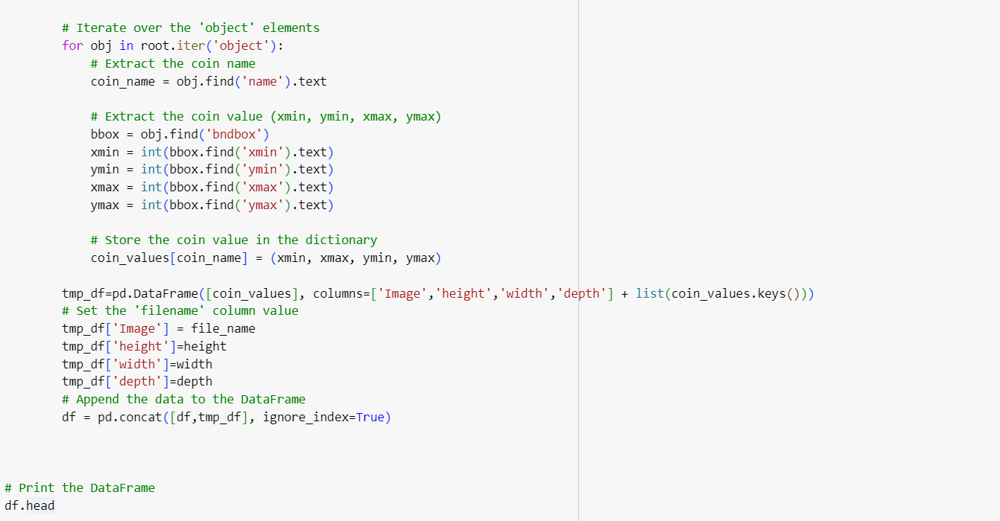 # Iterate over the 'object' elements
for obj in root.iter('object'):
# Extract the coin name
coin_name = obj.find('name').text
# Extract the coin value (xmin, ymin, xmax, ymax)
bbox = obj.find('bndbox')
xmin = int(bbox.find('xmin').text)
ymin = int(bbox.find('ymin').text)
xmax = int(bbox.find('xmax').text)
ymax = int(bbox.find('ymax').text)
# Store the coin value in the dictionary
coin_values[coin_name] = (xmin, xmax, ymin, ymax)
tmp_df=pd.DataFrame([coin_values], columns=['Image','height','width','depth'] + list(coin_values.keys()))
# Set the 'filename' column value
tmp_df['Image'] = file_name
tmp_df['height']=height
tmp_df['width']=width
tmp_df['depth']=depth
# Append the data to the DataFrame
df = pd.concat([df,tmp_df], ignore_index=True)
# Print the DataFrame
df.head